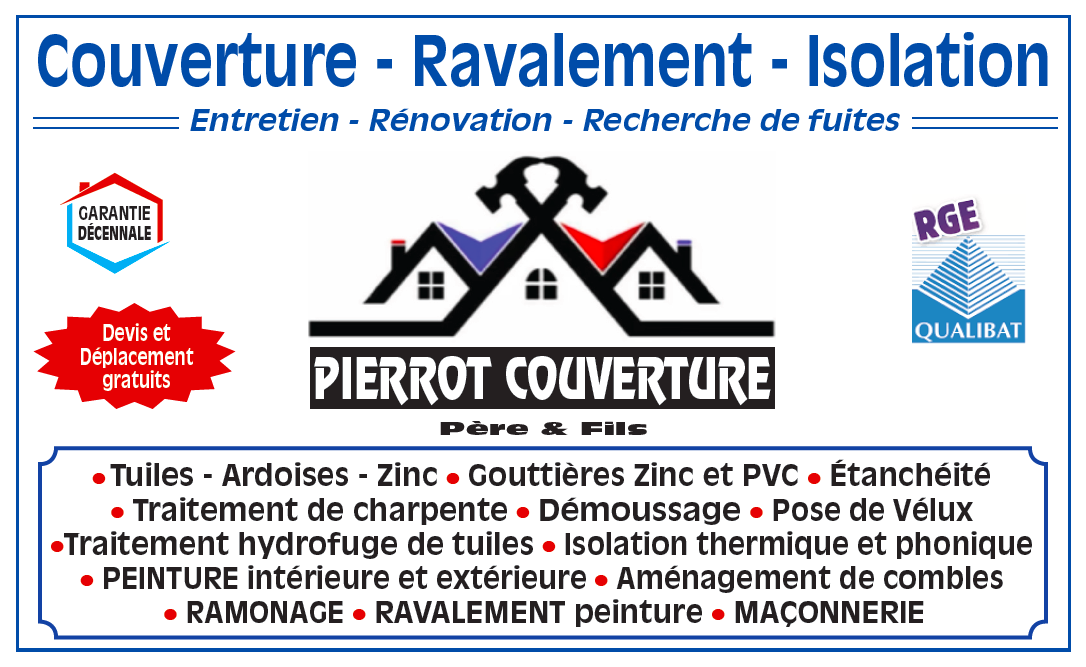 Couverture - Ravalement - Isolation
Entretien - Rénovation - Recherche de fuites
GARANTIE
DÉCENNALE
RGE
QUALIBAT
Devis et
Déplacement
gratuits
PIERROT COUVERTURE
Père & Fils
•Tuiles - Ardoises - Zinc • Gouttières Zinc et PVC • Étanchéité
• Traitement de charpente • Démoussage • Pose de Vélux
•Traitement hydrofuge de tuiles • Isolation thermique et phonique
• PEINTURE intérieure et extérieure • Aménagement de combles
• RAMONAGE • RAVALEMENT peinture • MAÇONNERIE